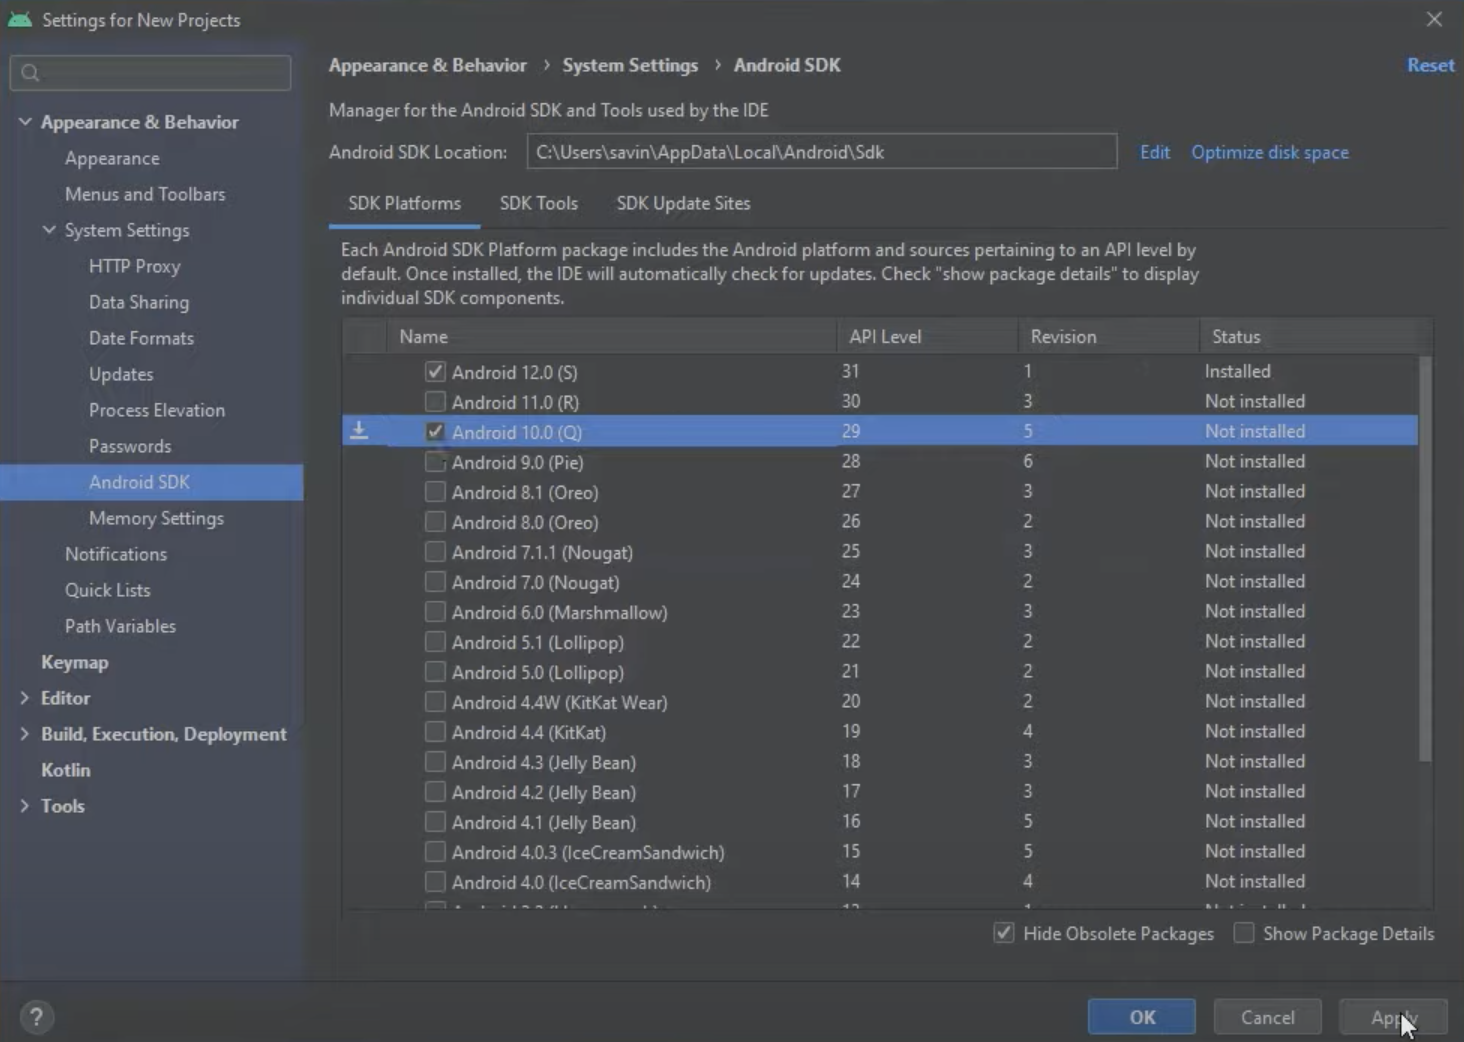 Settings for New Projects
Appearance & Behavior
Appearance
Menus and Toolbars
System Settings
HTTP Proxy
Data Sharing
Date Formats
Updates
Process Elevation
Passwords
Android SDK
Memory Settings
Notifications
Quick Lists
Path Variables
Keymap
Editor
Build, Execution, Deployment
Kotlin
Tools
Appearance & Behavior › System Settings › Android SDK Reset
Manager for the Android SDK and Tools used by the IDE
Android SDK Location: C:\Users\savin\AppData\Local\Android\Sdk Edit Optimize disk space
SDK Platforms SDK Tools SDK Update Sites
Each Android SDK Platform package includes the Android platform and sources pertaining to an API level by
default. Once installed, the IDE will automatically check for updates. Check "show package details" to display
individual SDK components.
Name API Level Revision Status
Android 12.0 (S) 31 1 Installed
Android 11.0 (R) 30 3 Not installed
Android 10.0 (Q) 29 5 Not installed
Android 9.0 (Pie) 28 6 Not installed
Android 8.1 (Oreo) 27 3 Not installed
Android 8.0 (Oreo) 26 2 Not installed
Android 7.1.1 (Nougat) 25 3 Not installed
Android 7.0 (Nougat) 24 2 Not installed
Android 6.0 (Marshmallow) 23 3 Not installed
Android 5.1 (Lollipop) 22 2 Not installed
Android 5.0 (Lollipop) 21 2 Not installed
Android 4.4W (KitKat Wear) 20 2 Not installed
Android 4.4 (KitKat) 19 4 Not installed
Android 4.3 (Jelly Bean) 18 3 Not installed
Android 4.2 (Jelly Bean) 17 3 Not installed
Android 4.1 (Jelly Bean) 16 5 Not installed
Android 4.0.3 (IceCreamSandwich) 15 5 Not installed
Android 4.0 (IceCreamSandwich) 14 4 Not installed
Hide Obsolete Packages Show Package Details
? OK Cancel Apply